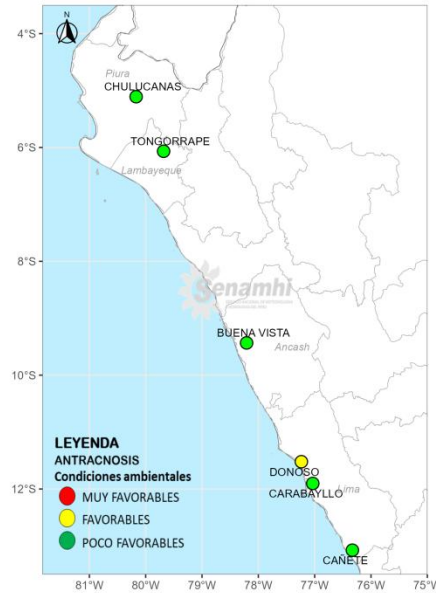 N
4°S
Piura
CHULUCANAS
TONGORRAPE
6°S
Lambayeque
8°S
Senamhi
BUENA VISTA
Ancash
10°S
LEYENDA
ANTRACNOSIS
Condiciones ambientales
MUY FAVORABLES
FAVORABLES
POCO FAVORABLES
DONOSO
CARABAYLLO
Lima
12°S
CAÑETE
81°W 80°W 79°W 78°W 77°W 76°W 75°W